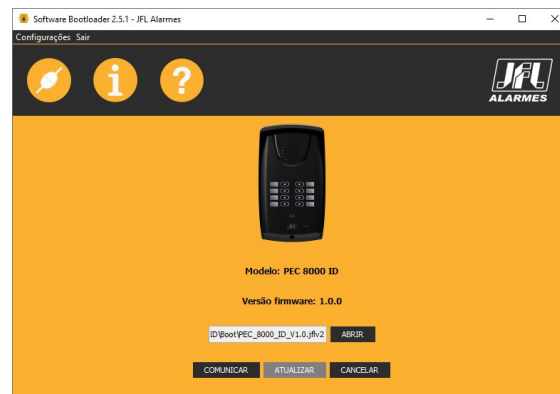 Software Bootloader 2.5.1 - JFL Alarmes
Configurações Sair
JFL
ALARMES
Modelo: PEC 8000 ID
Versão firmware: 1.0.0
ID\Boot\PEC_8000_ID_V1.0.jflv2 ABRIR
COMUNICAR ATUALIZAR CANCELAR